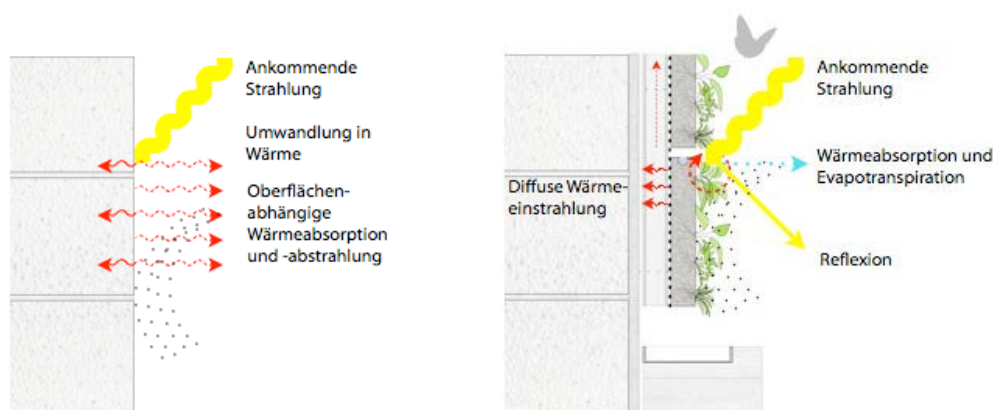 Ankommende
Strahlung
Umwandlung in
Wärme
Oberflächen-
abhängige
Wärmeabsorption
und -abstrahlung
Ankommende
Strahlung
Wärmeabsorption und
Evapotranspiration
Diffuse Wärme-
einstrahlung
Reflexion